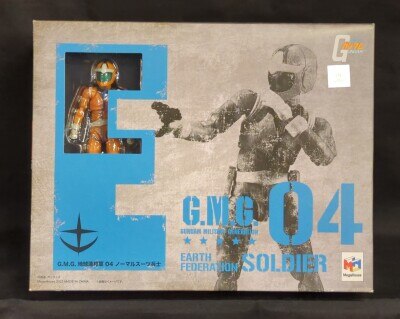 G.M.G.
GUNDAM MILITARY GENERATION
04
EARTH
FEDERATION SOLDIER
G.M.G. 地球連邦軍 04 ノーマルスーツ兵士
MegaHouse